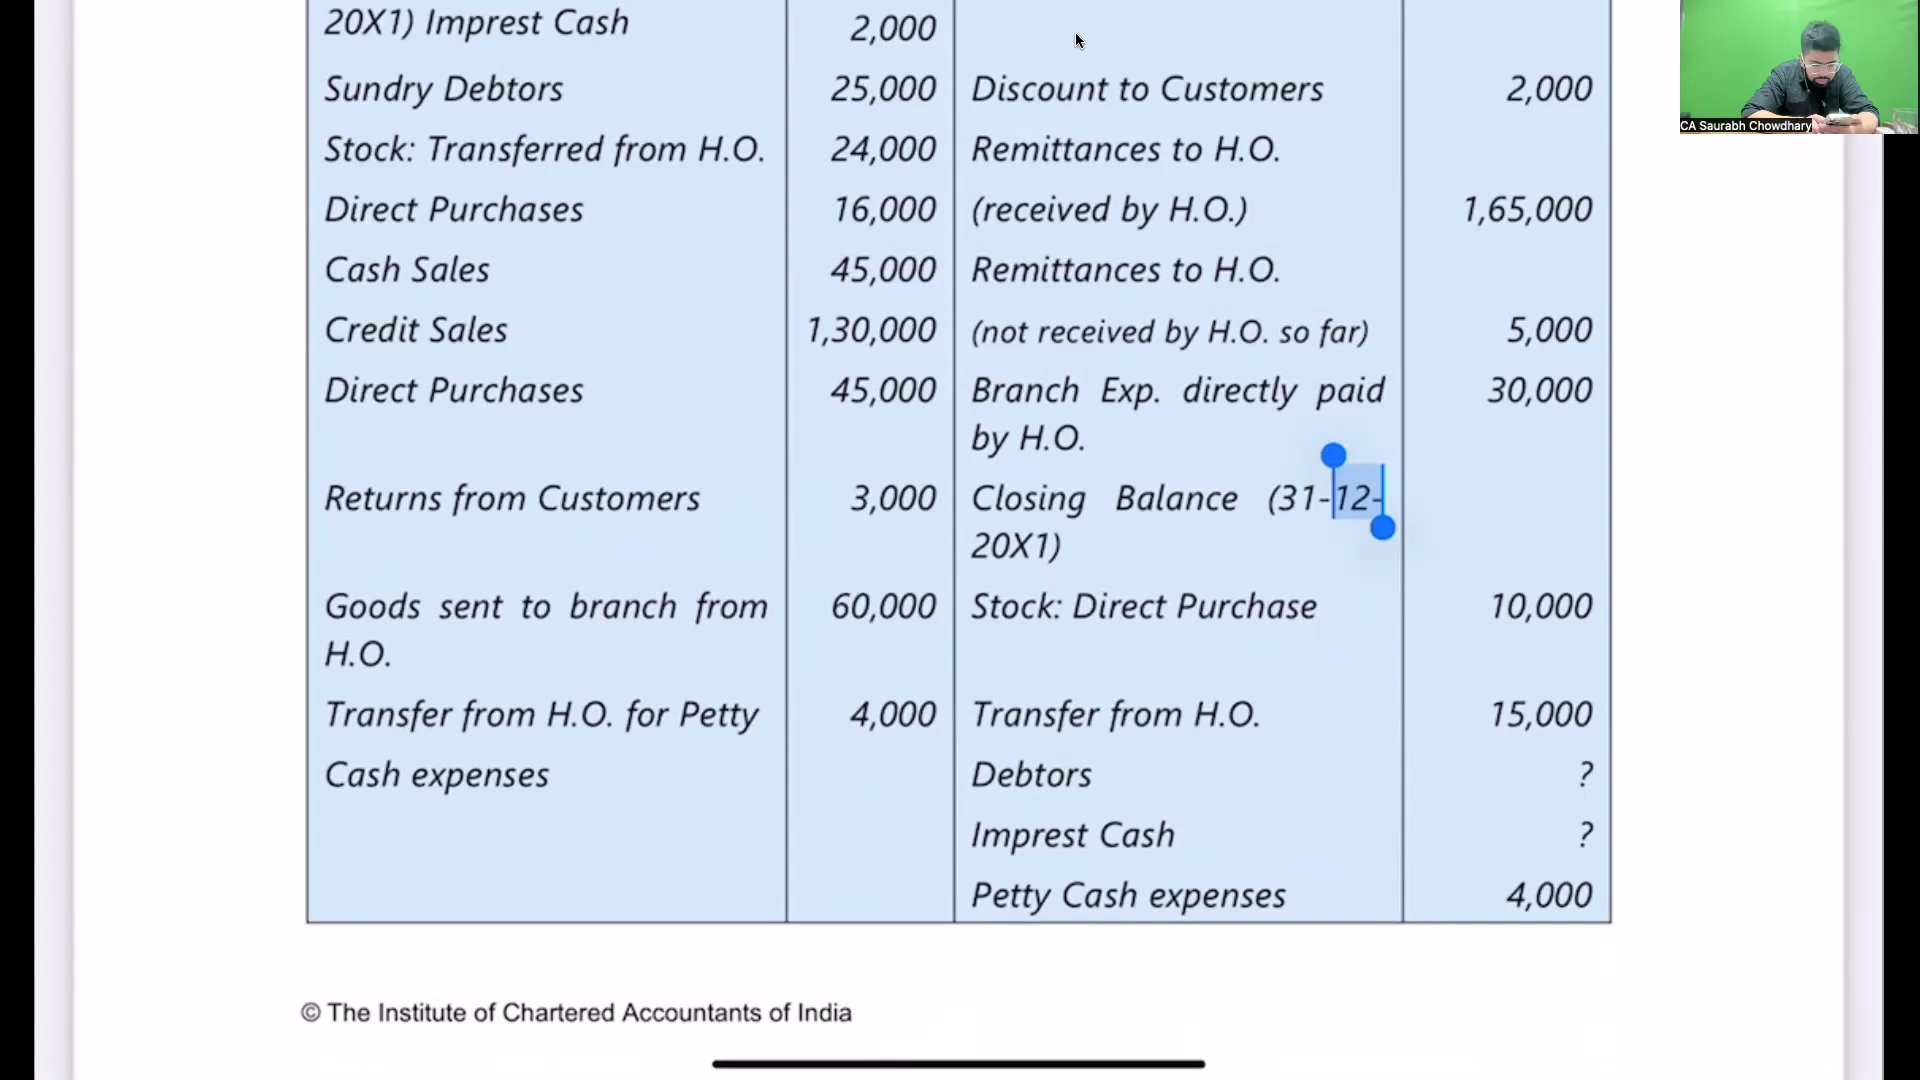 20X1) Imprest Cash 2,000
Sundry Debtors 25,000 Discount to Customers 2,000
Stock: Transferred from H.O. 24,000 Remittances to H.O.
Direct Purchases 16,000 (received by H.O.) 1,65,000
Cash Sales 45,000 Remittances to H.O.
Credit Sales 1,30,000 (not received by H.O. so far) 5,000
Direct Purchases 45,000 Branch Exp. directly paid 30,000
by H.O.
Returns from Customers 3,000 Closing Balance (31-12-
20X1)
Goods sent to branch from 60,000 Stock: Direct Purchase 10,000
H.O.
Transfer from H.O. for Petty 4,000 Transfer from H.O. 15,000
Cash expenses Debtors ?
Imprest Cash ?
Petty Cash expenses 4,000
© The Institute of Chartered Accountants of India
CA Saurabh Chowdhary